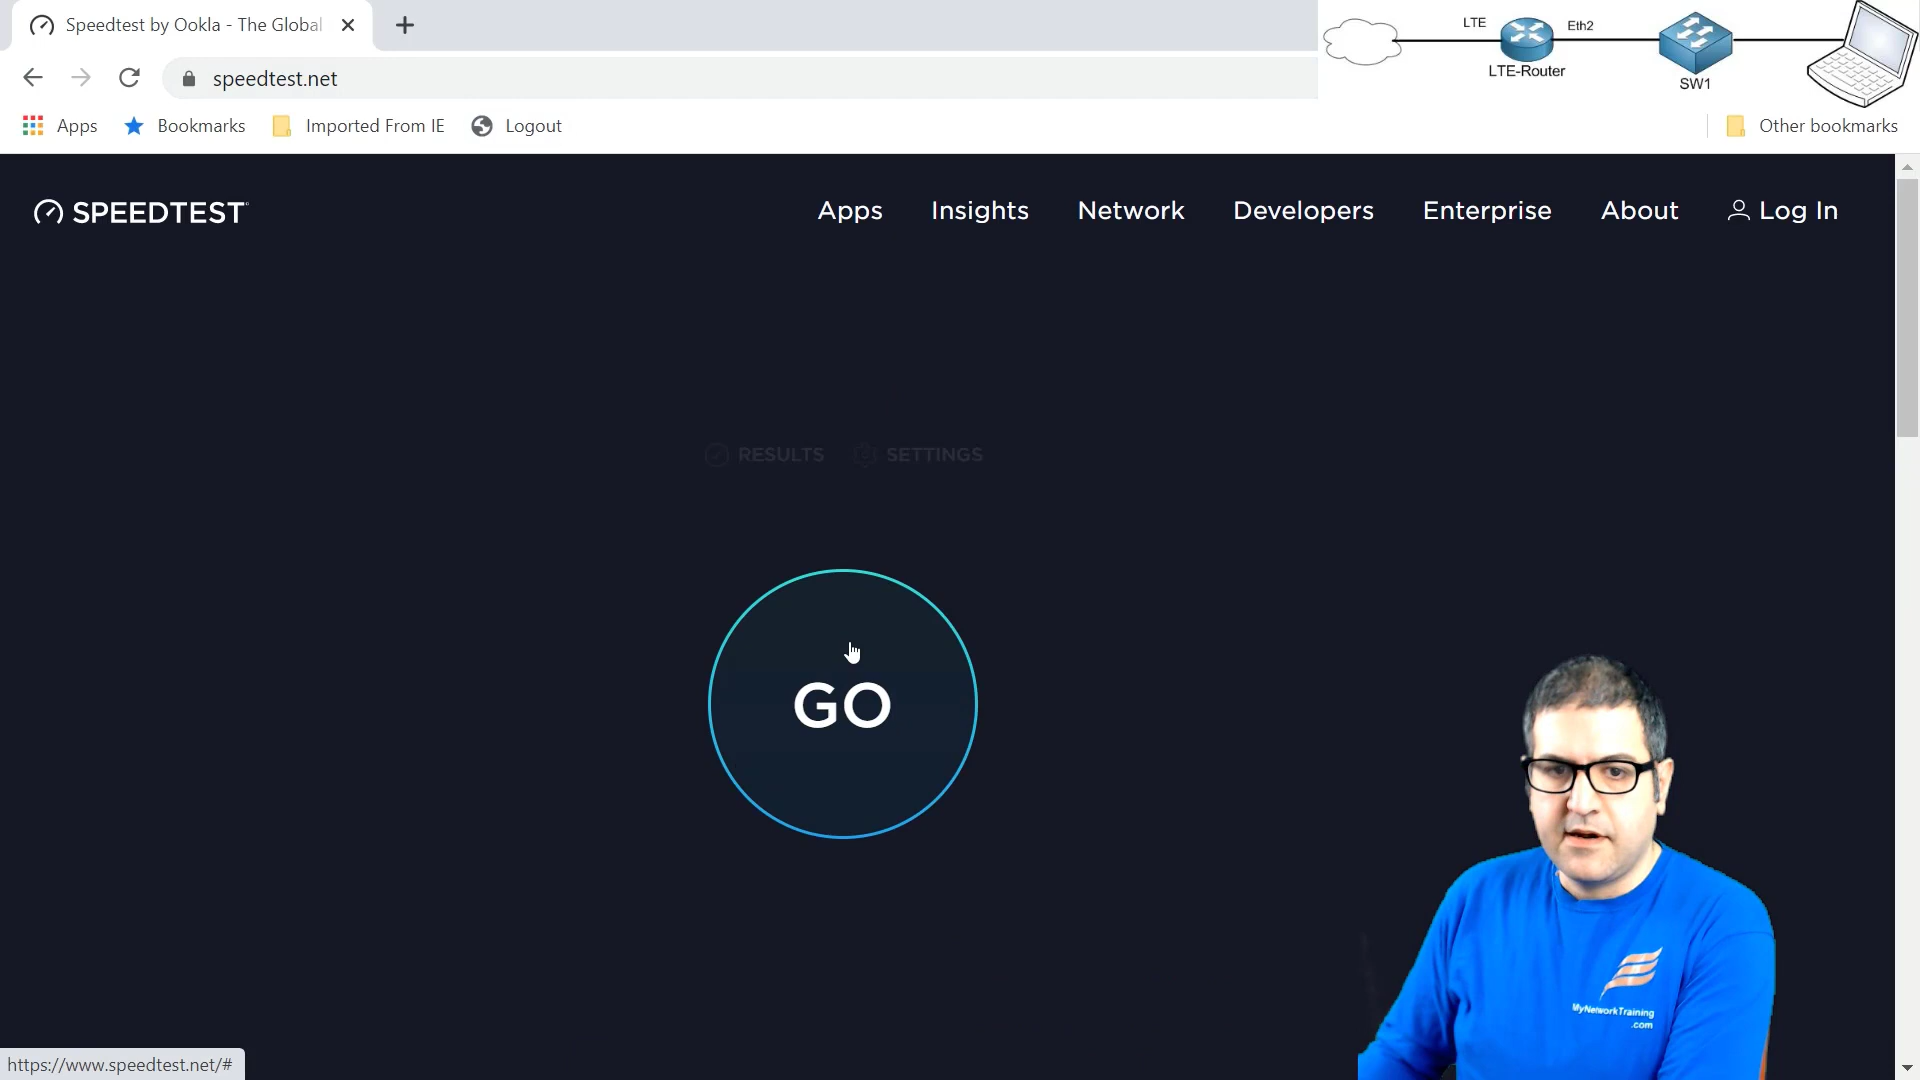 Speedtest by Ookla - The Global
LTE
Eth2
LTE-Router
SW1
speedtest.net
Apps
Bookmarks
Imported From IE
Logout
Other bookmarks
SPEEDTEST
Apps
Insights
Network
Developers
Enterprise
About
Log In
RESULTS
SETTINGS
GO
MyNetworkTraining
.com
https://www.speedtest.net/#